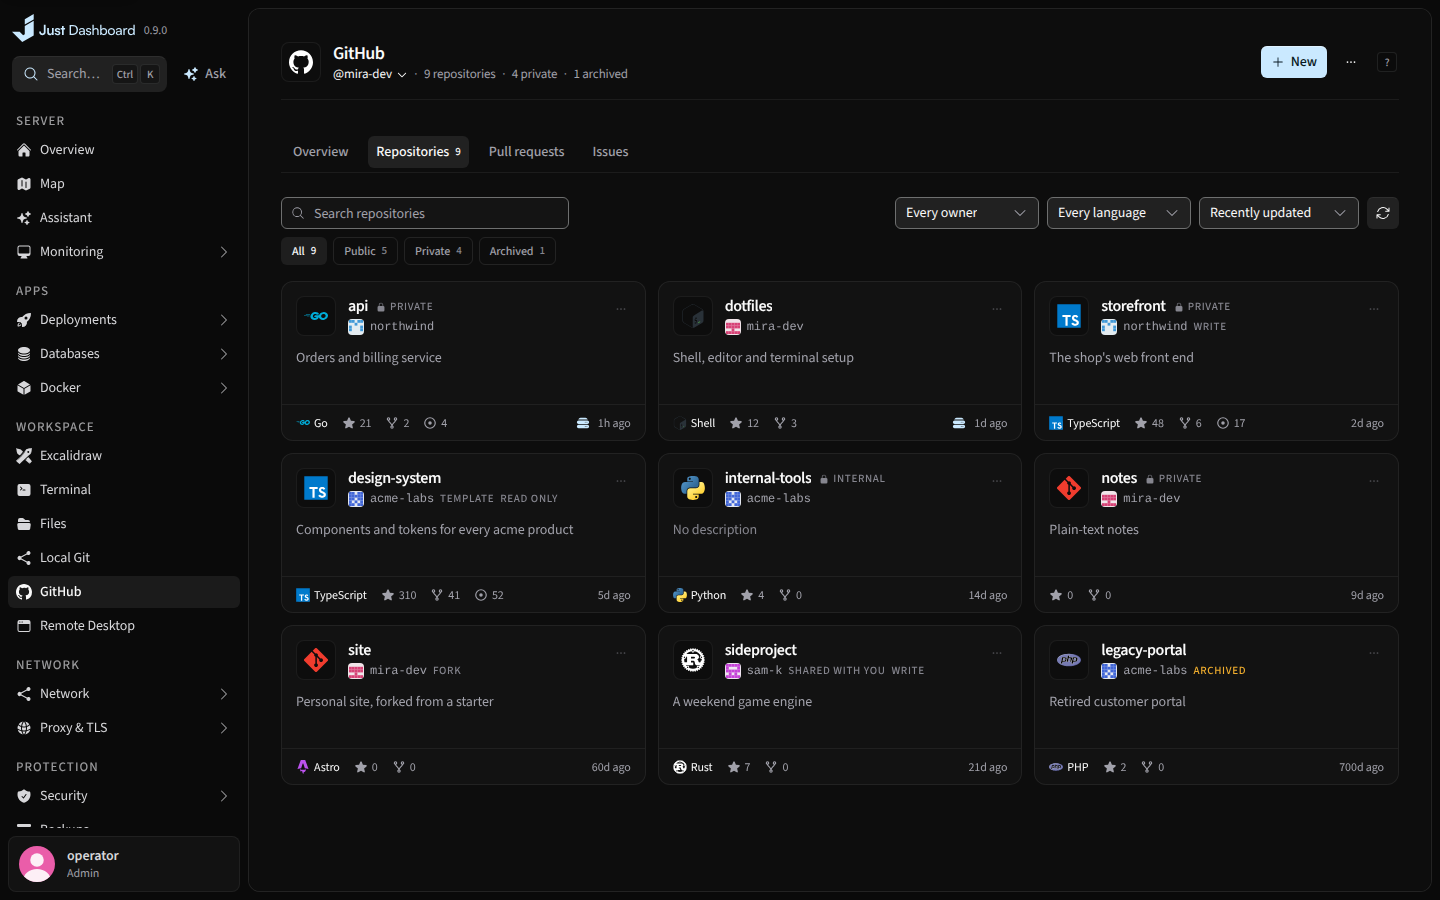 Just Dashboard 0.9.0
Search... Ctrl K Ask
SERVER
Overview
Map
Assistant
Monitoring
APPS
Deployments
Databases
Docker
WORKSPACE
Excalidraw
Terminal
Files
Local Git
GitHub
Remote Desktop
NETWORK
Network
Proxy & TLS
PROTECTION
Security
operator
Admin
GitHub
@mira-dev · 9 repositories · 4 private · 1 archived
+ New ... ?
Overview Repositories 9 Pull requests Issues
Search repositories Every owner Every language Recently updated
All 9 Public 5 Private 4 Archived 1
api PRIVATE
northwind
Orders and billing service
GO Go 21 2 4 1h ago
dotfiles
mira-dev
Shell, editor and terminal setup
Shell 12 3 1d ago
TS storefront PRIVATE
northwind WRITE
The shop's web front end
TS TypeScript 48 6 17 2d ago
TS design-system
acme-labs TEMPLATE READ ONLY
Components and tokens for every acme product
TS TypeScript 310 41 52 5d ago
internal-tools INTERNAL
acme-labs
No description
Python 4 0 14d ago
notes PRIVATE
mira-dev
Plain-text notes
0 0 9d ago
site
mira-dev FORK
Personal site, forked from a starter
Astro 0 0 60d ago
sideproject
sam-k SHARED WITH YOU WRITE
A weekend game engine
Rust 7 0 21d ago
php legacy-portal
acme-labs ARCHIVED
Retired customer portal
php PHP 2 0 700d ago